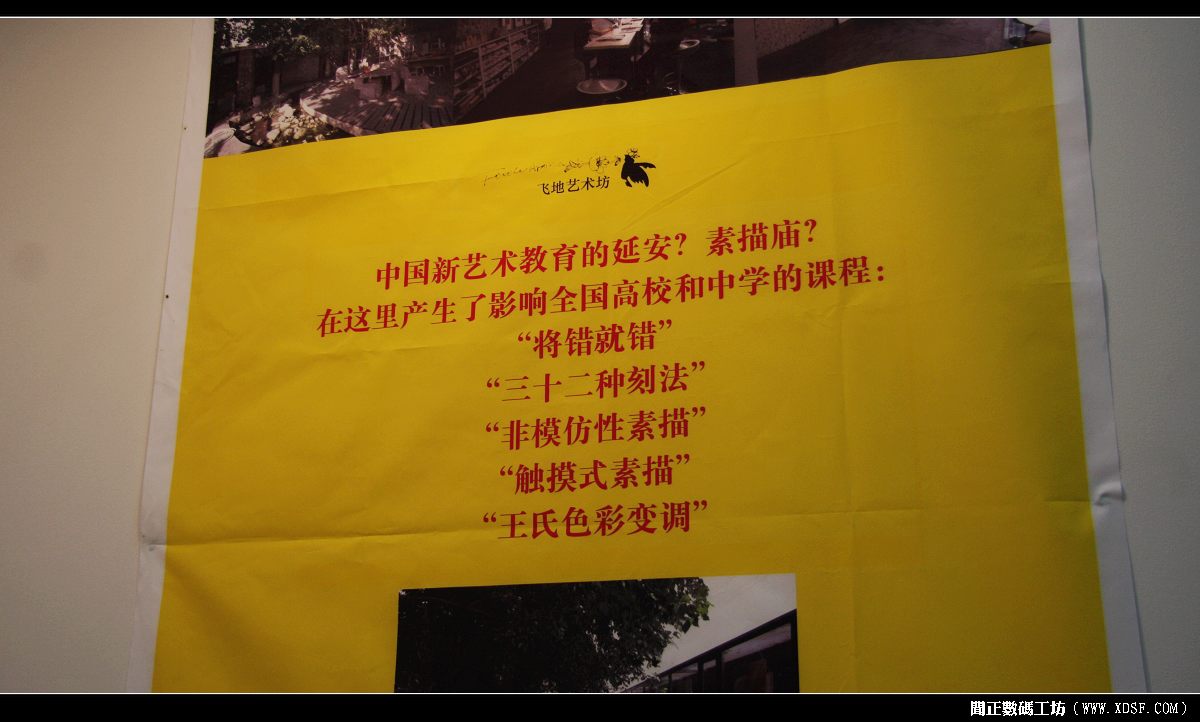 飞地艺术坊
中国新艺术教育的延安？素描庙？
在这里产生了影响全国高校和中学的课程：
“将错就错”
“三十二种刻法”
“非模仿性素描”
“触摸式素描”
“王氏色彩变调”
閆正數碼工坊（WWW.XDSF.COM）